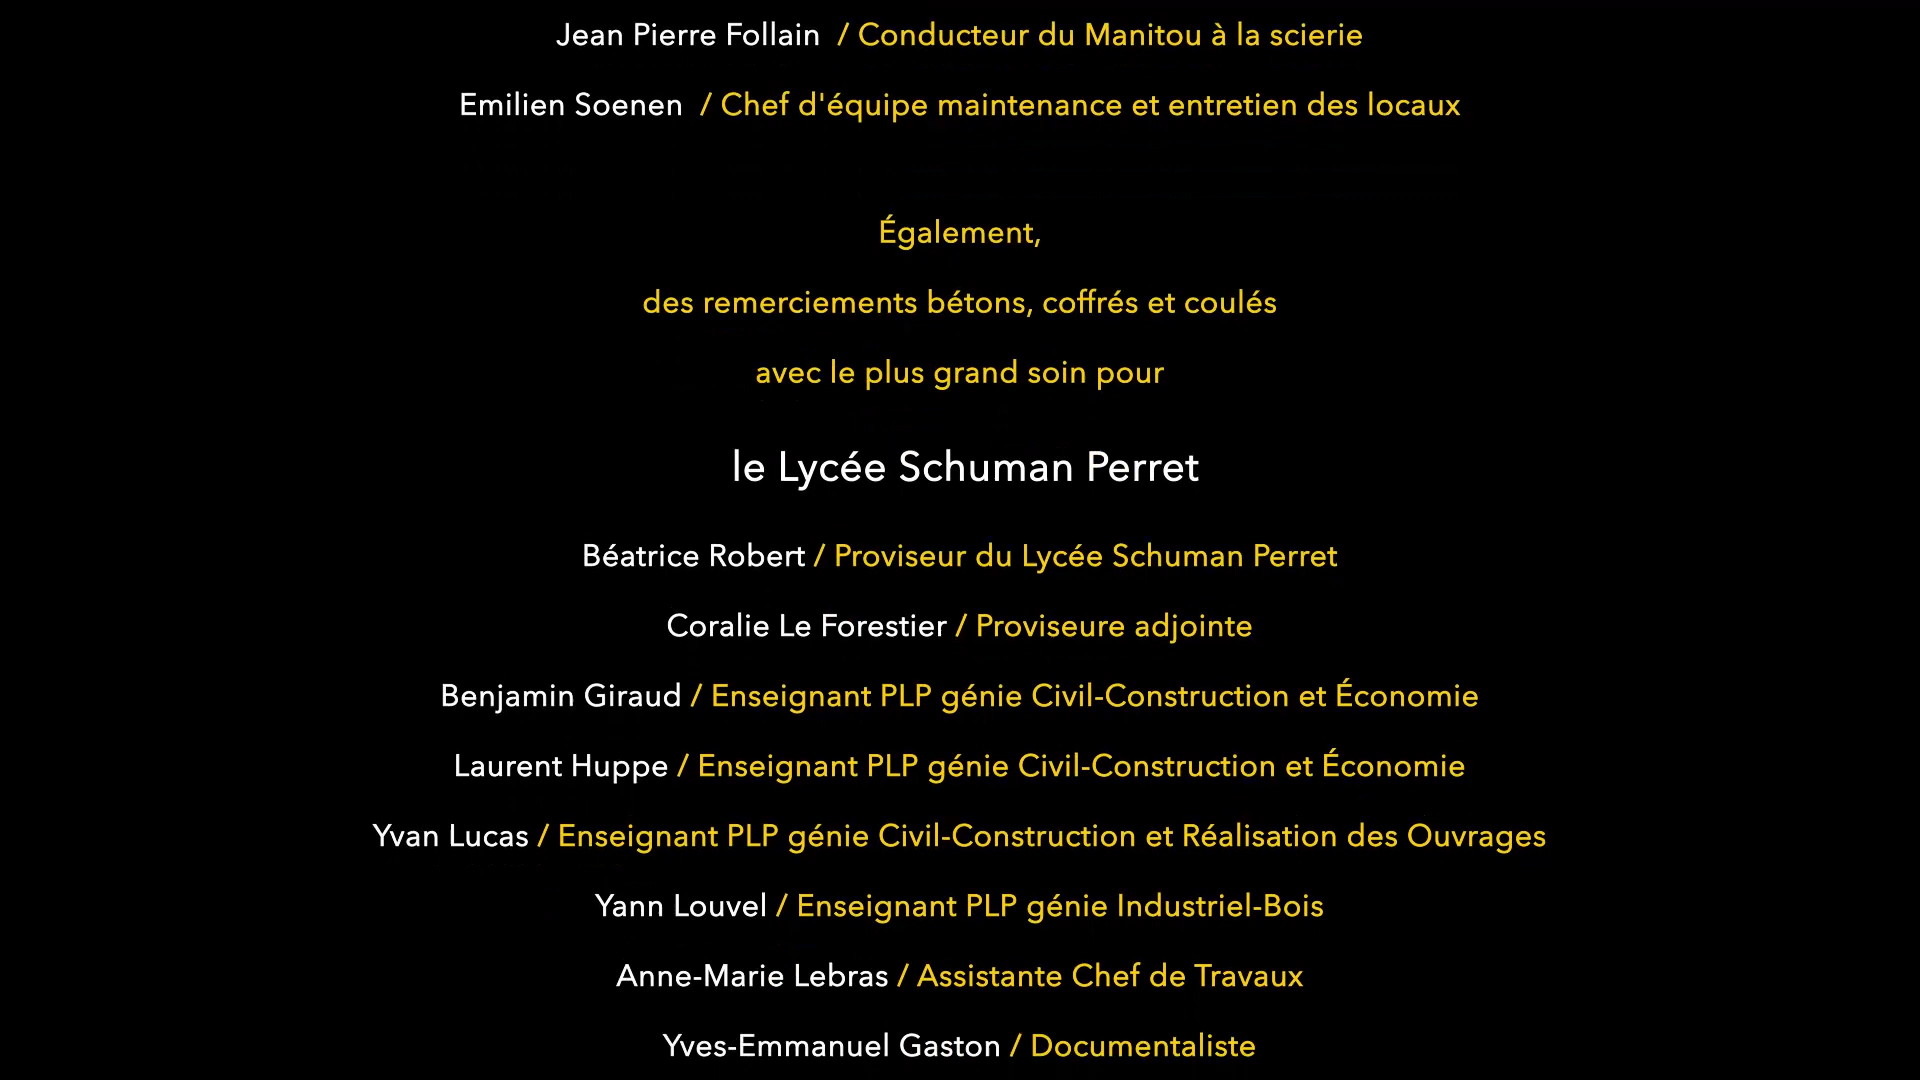 Jean Pierre Follain / Conducteur du Manitou à la scierie
Emilien Soenen / Chef d'équipe maintenance et entretien des locaux
Également,
des remerciements bétons, coffrés et coulés
avec le plus grand soin pour
le Lycée Schuman Perret
Béatrice Robert / Proviseur du Lycée Schuman Perret
Coralie Le Forestier / Proviseure adjointe
Benjamin Giraud / Enseignant PLP génie Civil-Construction et Économie
Laurent Huppe / Enseignant PLP génie Civil-Construction et Économie
Yvan Lucas / Enseignant PLP génie Civil-Construction et Réalisation des Ouvrages
Yann Louvel / Enseignant PLP génie Industriel-Bois
Anne-Marie Lebras / Assistante Chef de Travaux
Yves-Emmanuel Gaston / Documentaliste